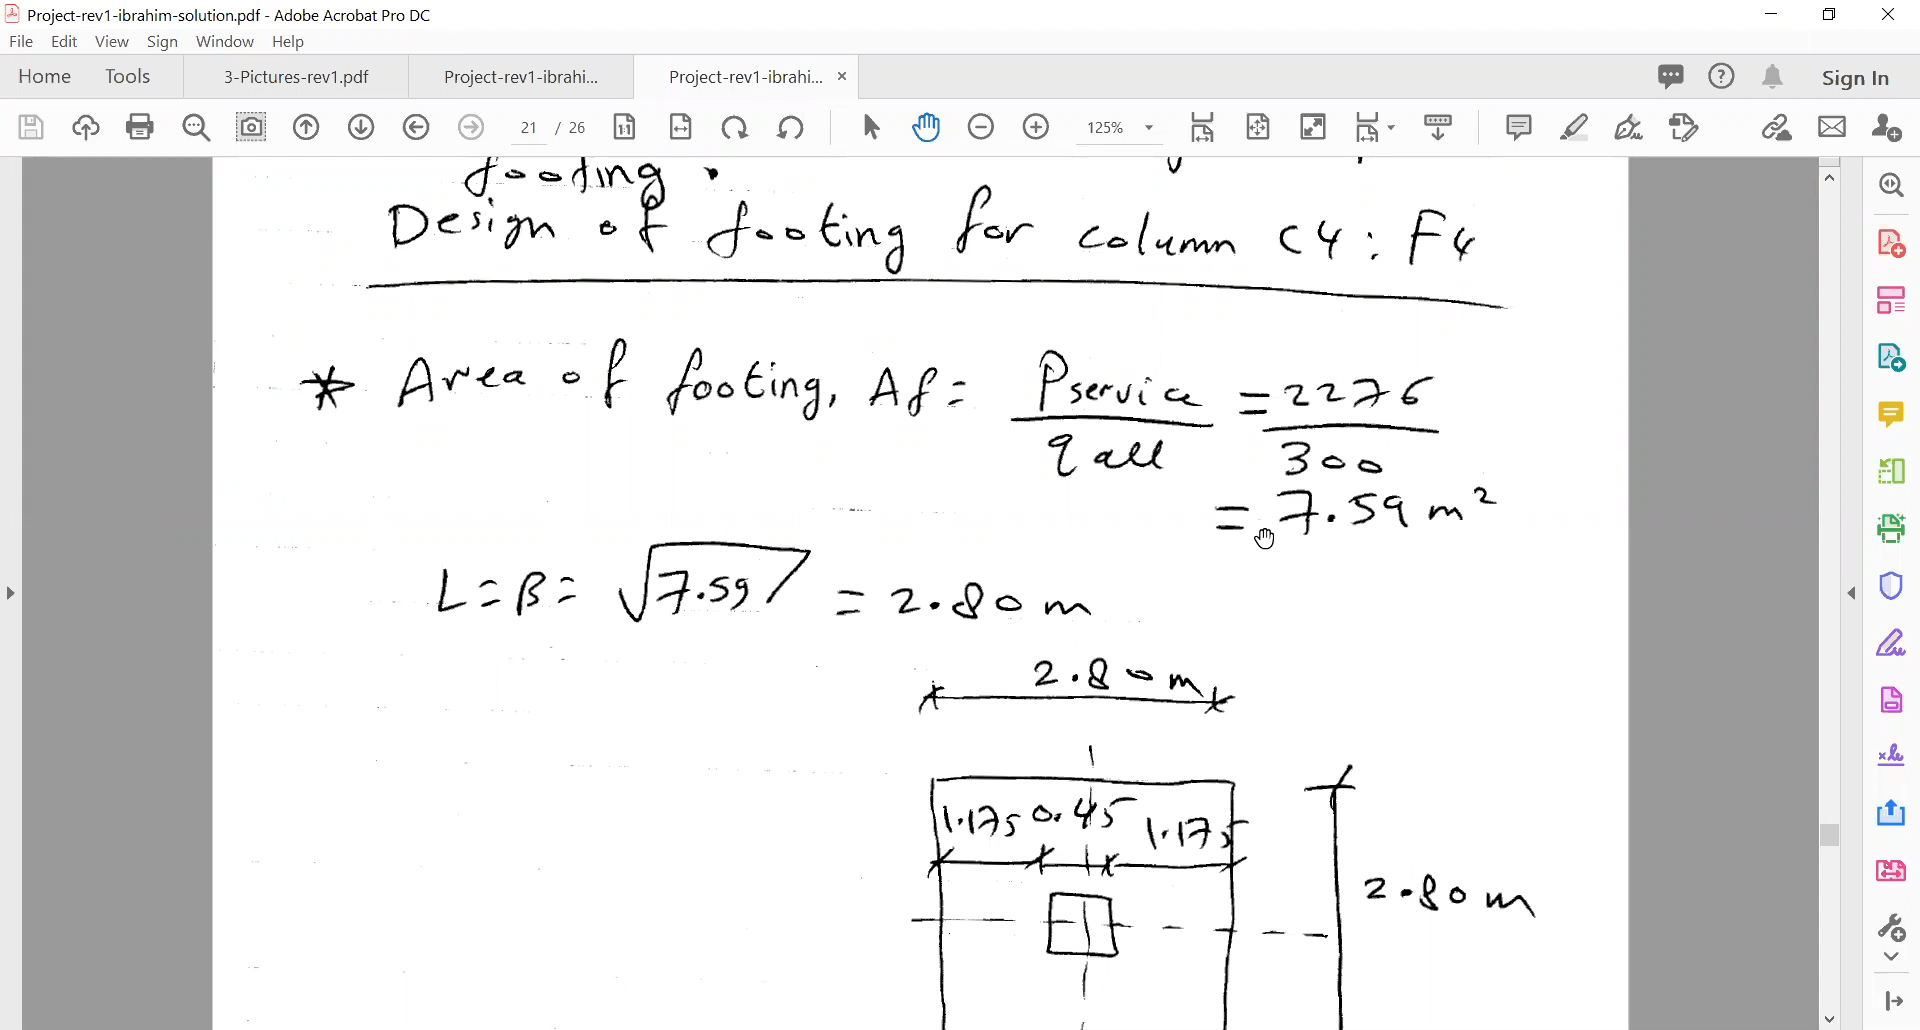 Project-rev1-ibrahim-solution.pdf - Adobe Acrobat Pro DC
File Edit View Sign Window Help
Home Tools 3-Pictures-rev1.pdf Project-rev1-ibrahi... Project-rev1-ibrahi... × Sign In
21 / 26 125%
footing.
Design of footing for column C4: F4
* Area of footing, Af = Pservice / q all = 2276 / 300
= 7.59 m²
L = B = √7.59 = 2.80 m
2.80 m
1.175 0.45 1.175
2.80 m